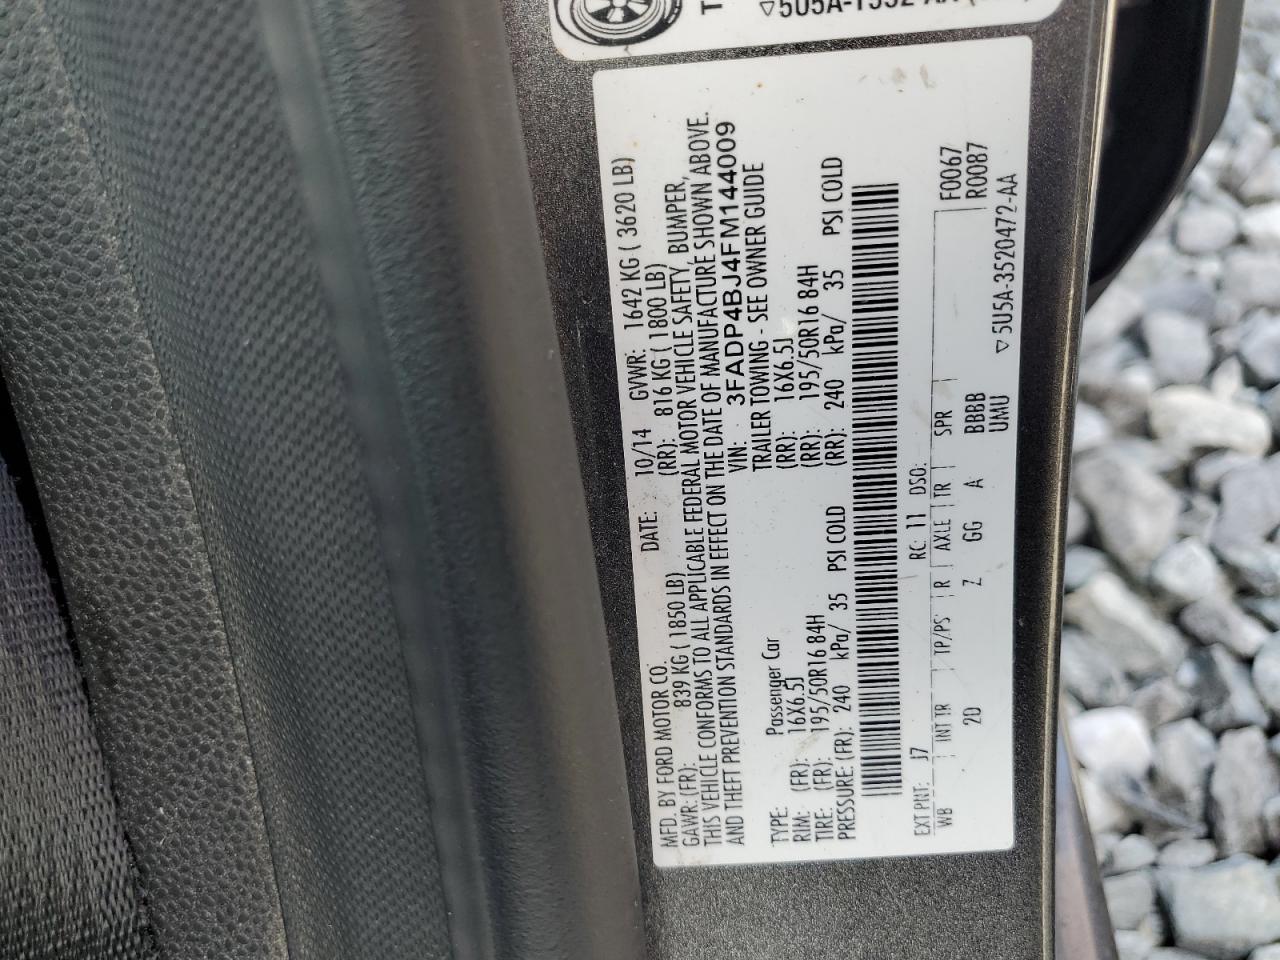 5U5A-1532
MFD. BY FORD MOTOR CO. DATE: 10/14 GVWR: 1642 KG ( 3620 LB)
GAWR:(FR): 839 KG ( 1850 LB) (RR): 816 KG ( 1800 LB)
THIS VEHICLE CONFORMS TO ALL APPLICABLE FEDERAL MOTOR VEHICLE SAFETY, BUMPER,
AND THEFT PREVENTION STANDARDS IN EFFECT ON THE DATE OF MANUFACTURE SHOWN ABOVE.
VIN: 3FADP4BJ4FM144009
TYPE: Passenger Car TRAILER TOWING - SEE OWNER GUIDE
RIM: (FR): 16X6.5J (RR): 16X6.5J
TIRE: (FR): 195/50R16 84H (RR): 195/50R16 84H
PRESSURE: (FR): 240 kPa/ 35 PSI COLD (RR): 240 kPa/ 35 PSI COLD
EXT PNT: J7 RC: 11 DSO: F0067
WB INT TR TP/PS R AXLE TR SPR R0087
2D Z GG A BBBB
UMU
▽5U5A-3520472-AA